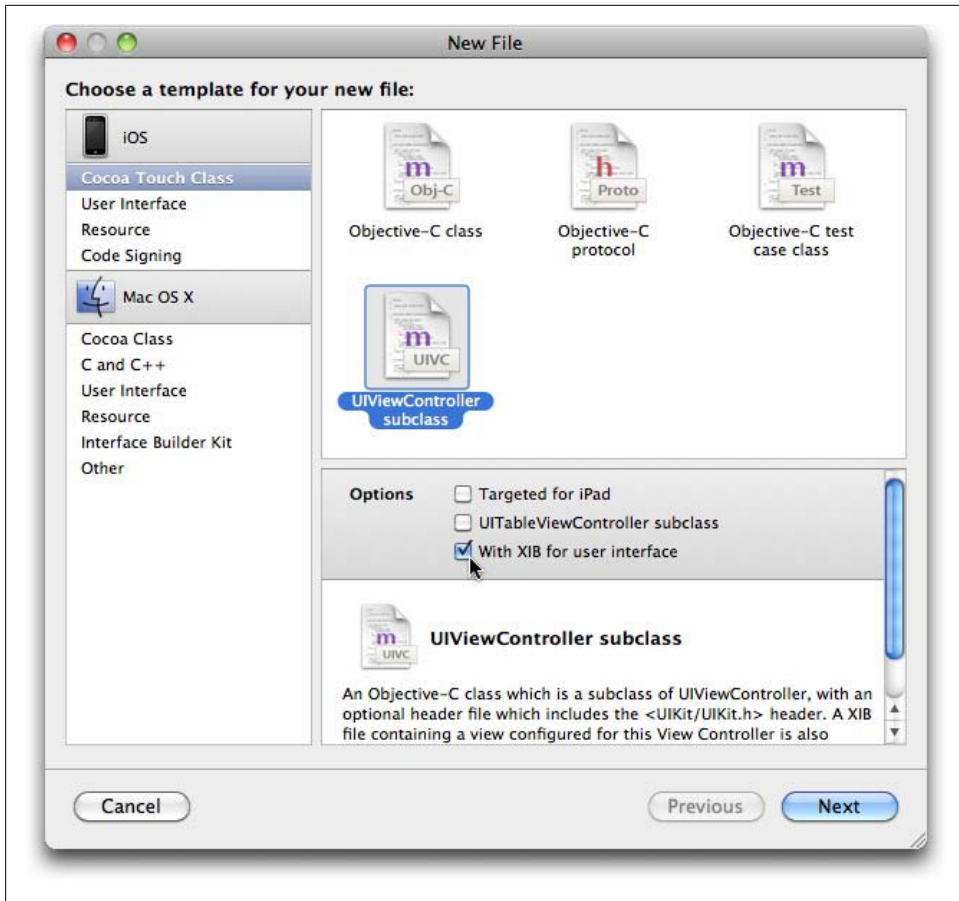 New File
Choose a template for your new file:
iOS
Cocoa Touch Class
User Interface
Resource
Code Signing
Mac OS X
Cocoa Class
C and C++
User Interface
Resource
Interface Builder Kit
Other
m
Obj-C
Objective-C class
h
Proto
Objective-C
protocol
m
Test
Objective-C test
case class
m
UIVC
UIViewController
subclass
Options
Targeted for iPad
UITableViewController subclass
With XIB for user interface
m
UIVC
UIViewController subclass
An Objective-C class which is a subclass of UIViewController, with an
optional header file which includes the <UIKit/UIKit.h> header. A XIB
file containing a view configured for this View Controller is also
Cancel
Previous
Next